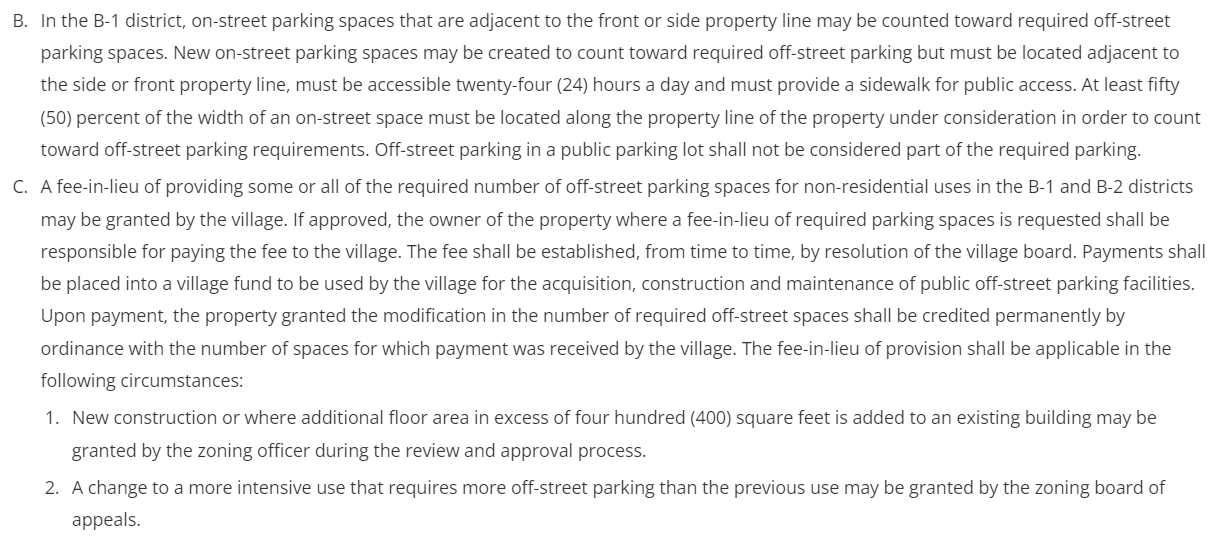 B. In the B-1 district, on-street parking spaces that are adjacent to the front or side property line may be counted toward required off-street
parking spaces. New on-street parking spaces may be created to count toward required off-street parking but must be located adjacent to
the side or front property line, must be accessible twenty-four (24) hours a day and must provide a sidewalk for public access. At least fifty
(50) percent of the width of an on-street space must be located along the property line of the property under consideration in order to count
toward off-street parking requirements. Off-street parking in a public parking lot shall not be considered part of the required parking.
C. A fee-in-lieu of providing some or all of the required number of off-street parking spaces for non-residential uses in the B-1 and B-2 districts
may be granted by the village. If approved, the owner of the property where a fee-in-lieu of required parking spaces is requested shall be
responsible for paying the fee to the village. The fee shall be established, from time to time, by resolution of the village board. Payments shall
be placed into a village fund to be used by the village for the acquisition, construction and maintenance of public off-street parking facilities.
Upon payment, the property granted the modification in the number of required off-street spaces shall be credited permanently by
ordinance with the number of spaces for which payment was received by the village. The fee-in-lieu of provision shall be applicable in the
following circumstances:
1. New construction or where additional floor area in excess of four hundred (400) square feet is added to an existing building may be
granted by the zoning officer during the review and approval process.
2. A change to a more intensive use that requires more off-street parking than the previous use may be granted by the zoning board of
appeals.